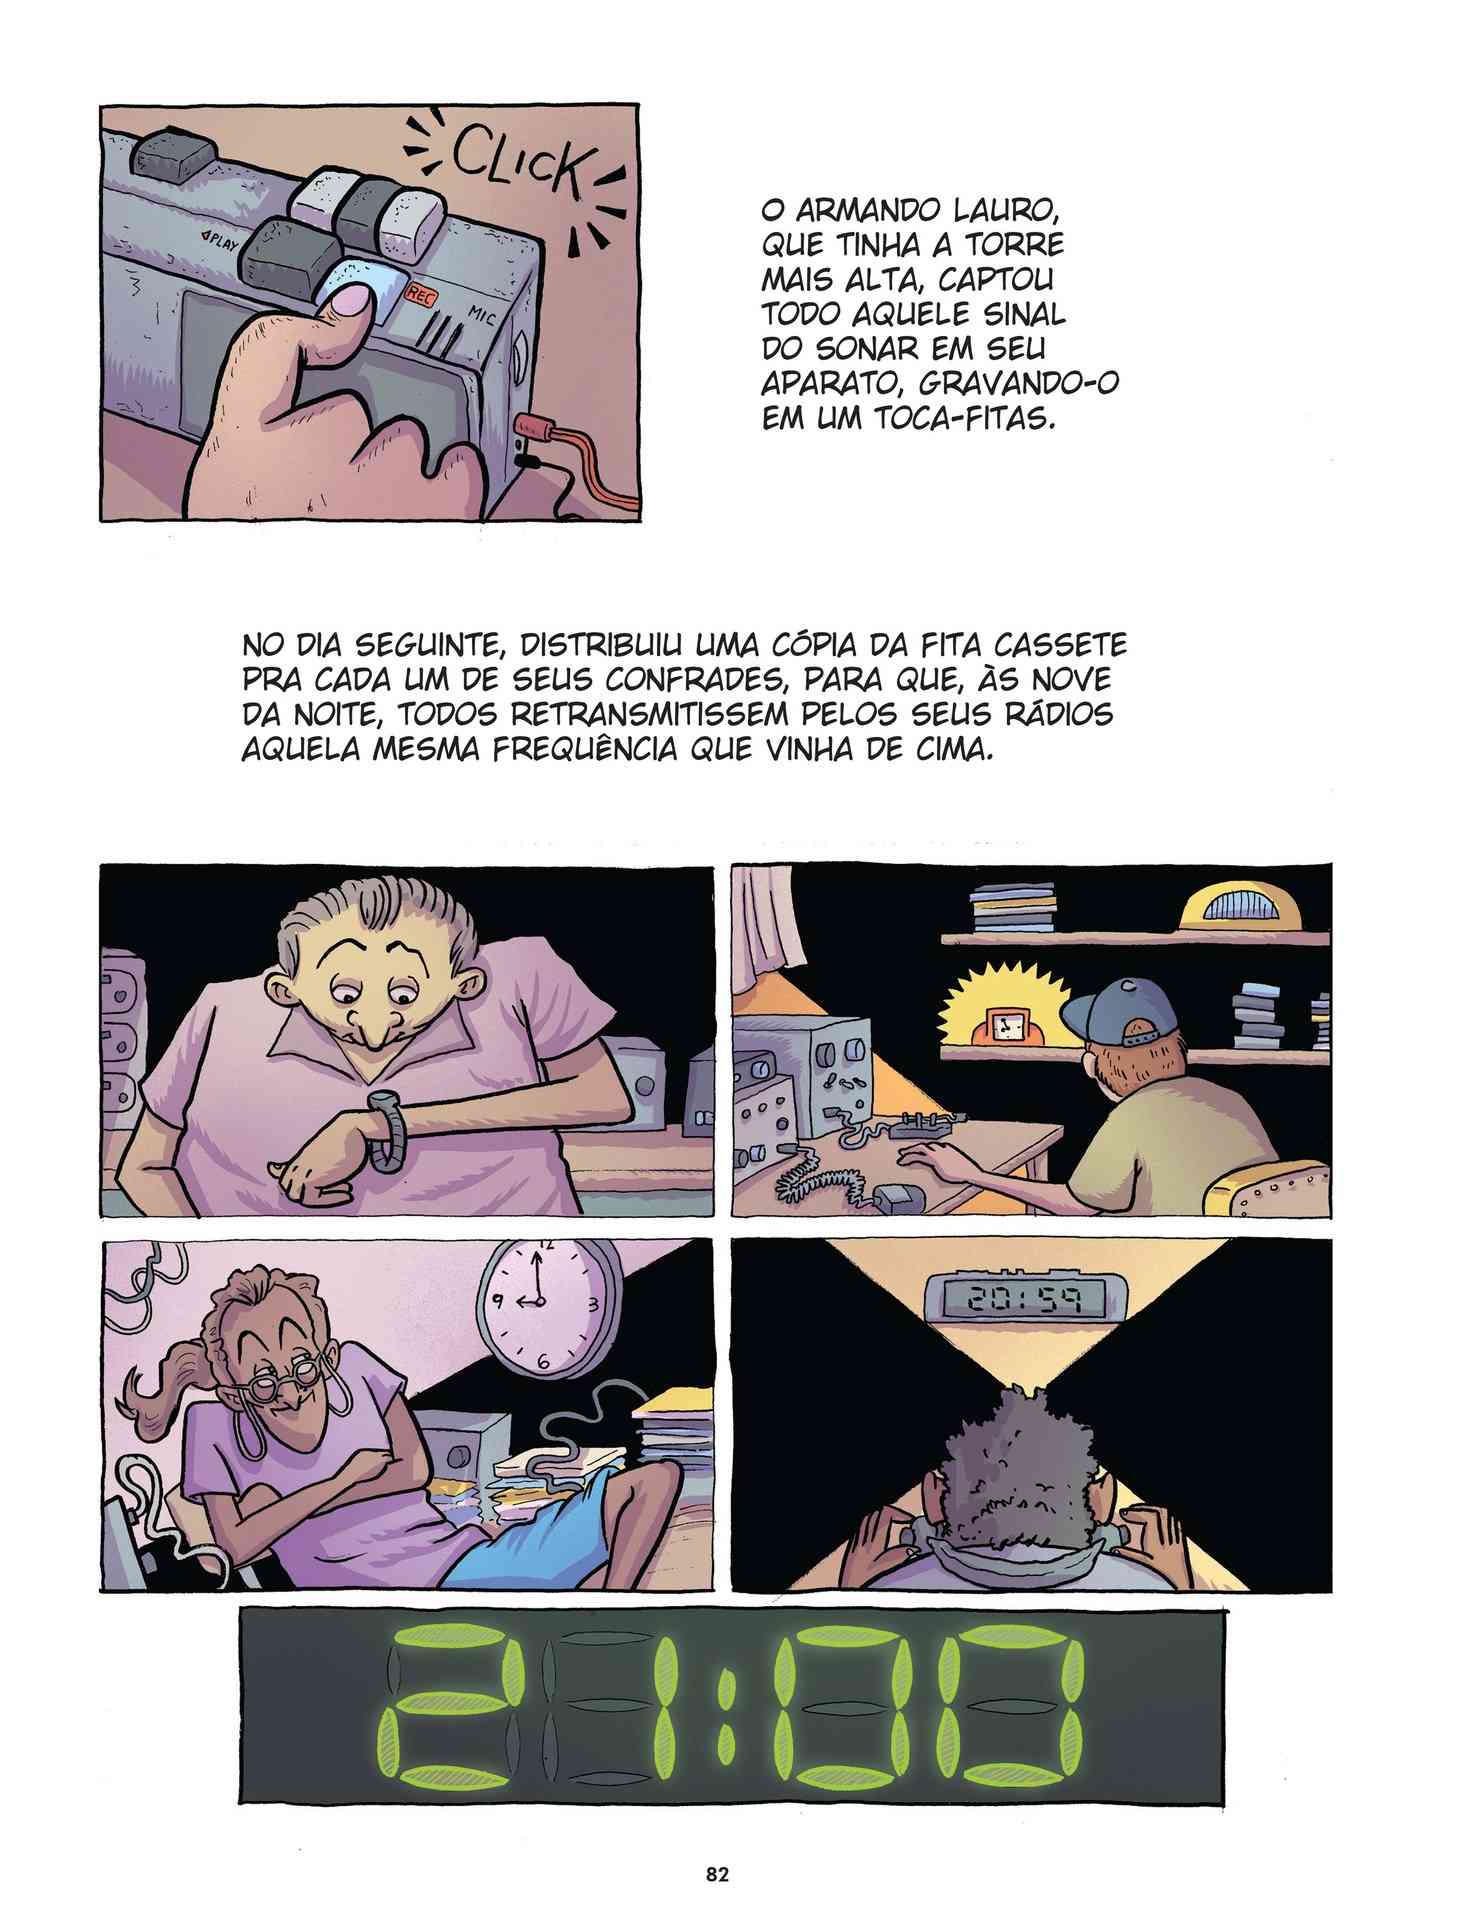 CLICK
PLAY
REC
MIC
O ARMANDO LAURO,
QUE TINHA A TORRE
MAIS ALTA, CAPTOU
TODO AQUELE SINAL
DO SONAR EM SEU
APARATO, GRAVANDO-O
EM UM TOCA-FITAS.
NO DIA SEGUINTE, DISTRIBUIU UMA CÓPIA DA FITA CASSETE
PRA CADA UM DE SEUS CONFRADES, PARA QUE, ÀS NOVE
DA NOITE, TODOS RETRANSMITISSEM PELOS SEUS RÁDIOS
AQUELA MESMA FREQUÊNCIA QUE VINHA DE CIMA.
12
9 3
6
20:59
21:00
82